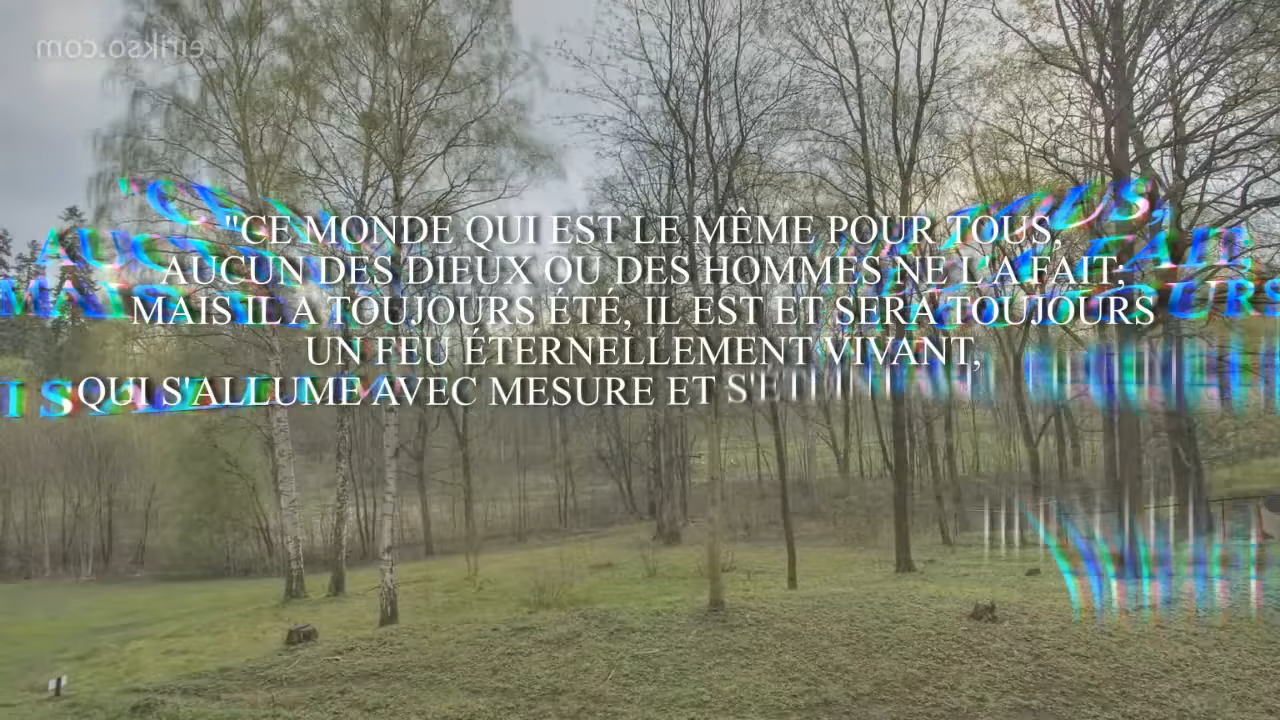 eirikso.com
"CE MONDE QUI EST LE MÊME POUR TOUS,
AUCUN DES DIEUX OU DES HOMMES NE L'A FAIT;
MAIS IL A TOUJOURS ÉTÉ, IL EST ET SERA TOUJOURS
UN FEU ÉTERNELLEMENT VIVANT,
QUI S'ALLUME AVEC MESURE ET